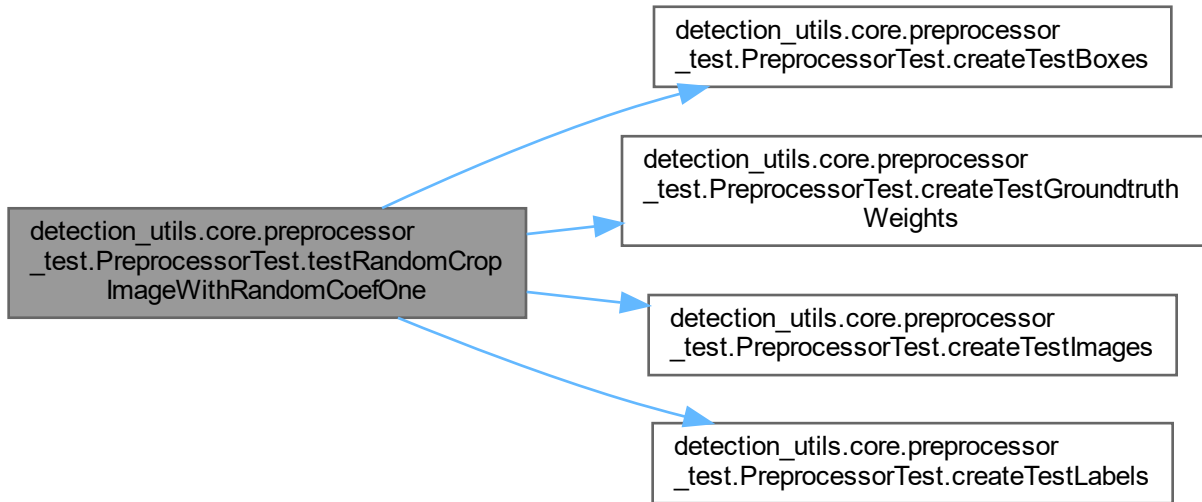 detection_utils.core.preprocessor
_test.PreprocessorTest.createTestBoxes
detection_utils.core.preprocessor
_test.PreprocessorTest.createTestGroundtruth
Weights
detection_utils.core.preprocessor
_test.PreprocessorTest.testRandomCrop
ImageWithRandomCoefOne
detection_utils.core.preprocessor
_test.PreprocessorTest.createTestImages
detection_utils.core.preprocessor
_test.PreprocessorTest.createTestLabels